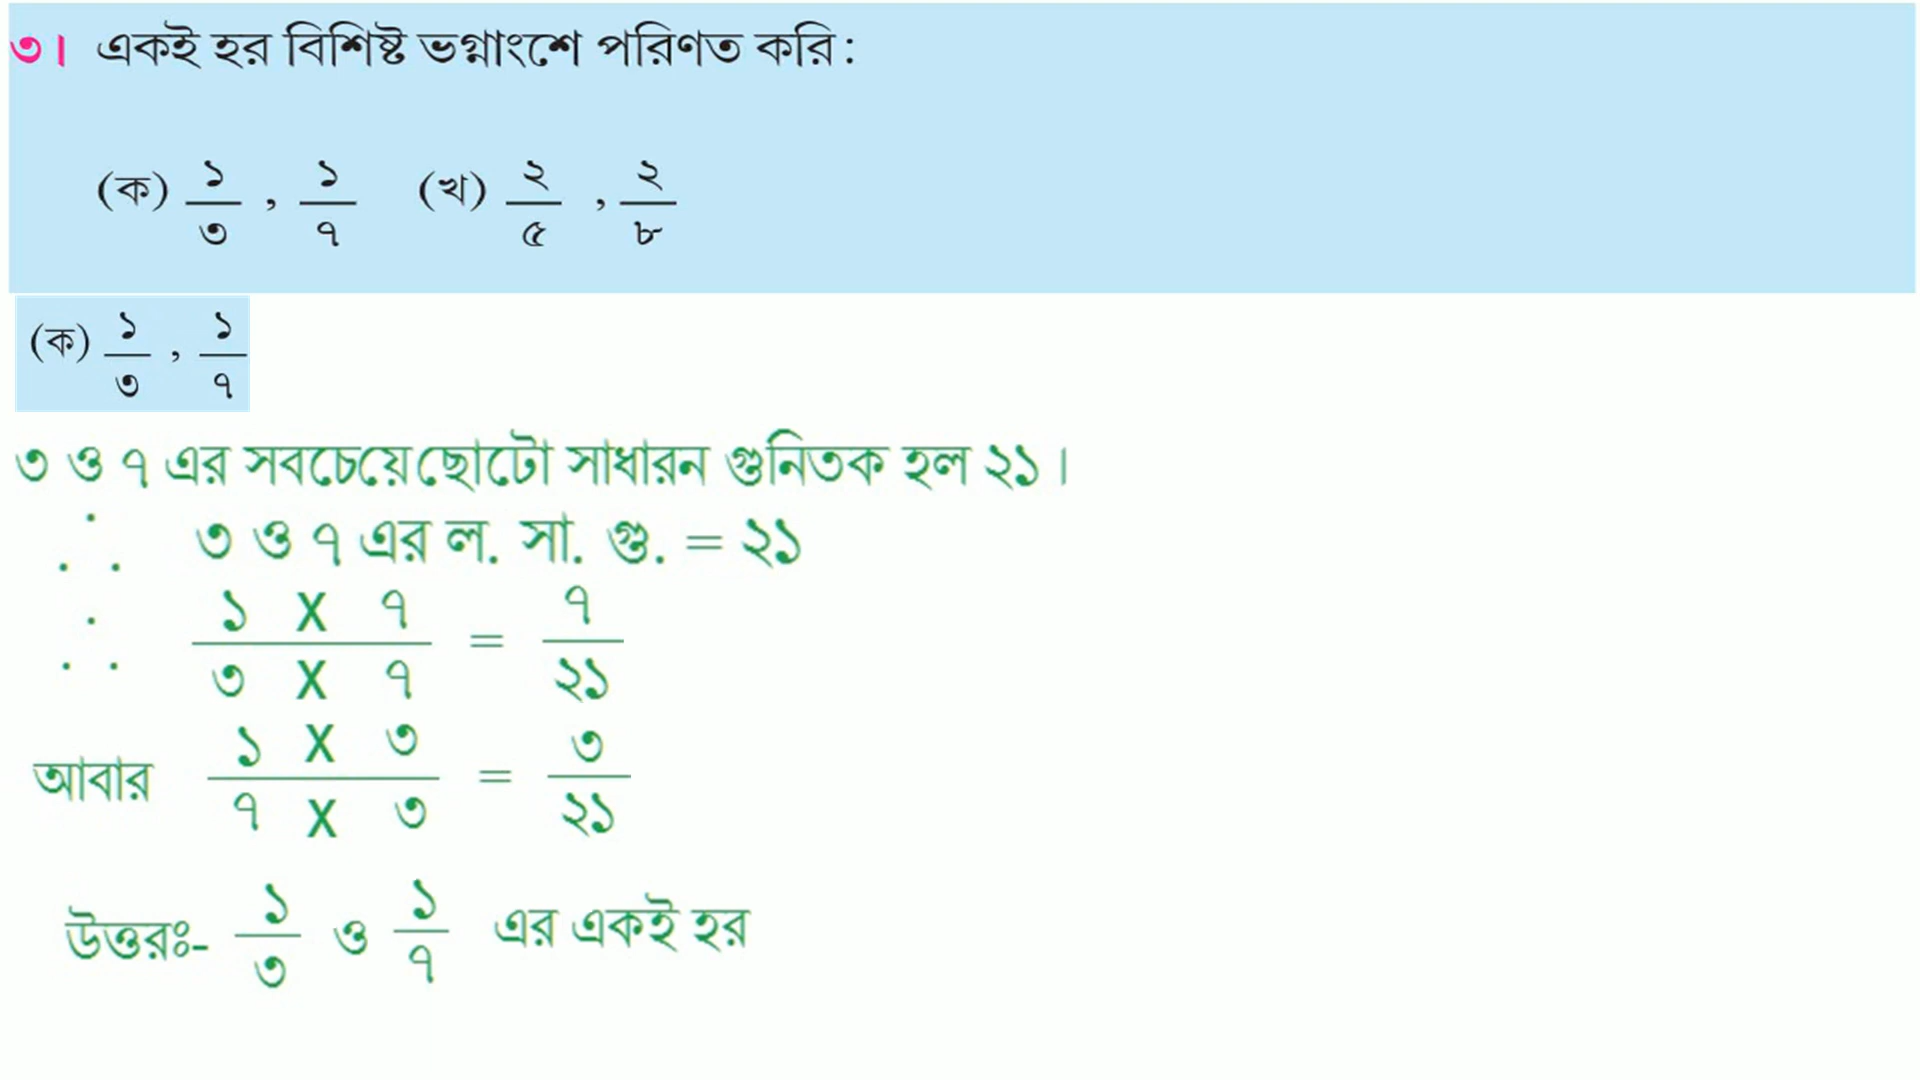 ৩। একই হর বিশিষ্ট ভগ্নাংশে পরিণত করি :
(ক) ১/৩ , ১/৭ (খ) ২/৫ , ২/৮
(ক) ১/৩ , ১/৭
৩ ও ৭ এর সবচেয়ে ছোটো সাধারন গুনিতক হল ২১।
∴ ৩ ও ৭ এর ল. সা. গু. = ২১
∴ ১ X ৭ / ৩ X ৭ = ৭/২১
আবার ১ X ৩ / ৭ X ৩ = ৩/২১
উত্তরঃ- ১/৩ ও ১/৭ এর একই হর